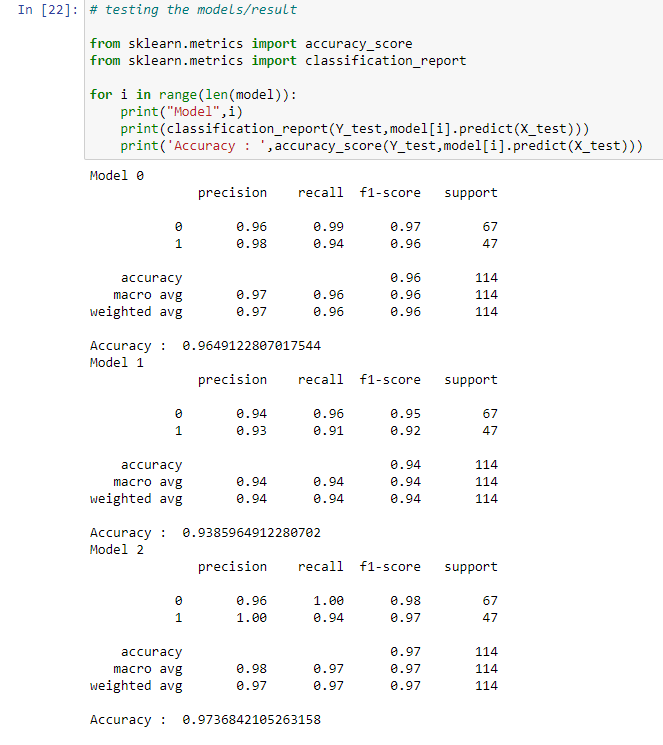 In [22]: # testing the models/result
from sklearn.metrics import accuracy_score
from sklearn.metrics import classification_report
for i in range(len(model)):
print("Model",i)
print(classification_report(Y_test,model[i].predict(X_test)))
print('Accuracy : ',accuracy_score(Y_test,model[i].predict(X_test)))
Model 0
precision recall f1-score support
0 0.96 0.99 0.97 67
1 0.98 0.94 0.96 47
accuracy 0.96 114
macro avg 0.97 0.96 0.96 114
weighted avg 0.97 0.96 0.96 114
Accuracy : 0.9649122807017544
Model 1
precision recall f1-score support
0 0.94 0.96 0.95 67
1 0.93 0.91 0.92 47
accuracy 0.94 114
macro avg 0.94 0.94 0.94 114
weighted avg 0.94 0.94 0.94 114
Accuracy : 0.9385964912280702
Model 2
precision recall f1-score support
0 0.96 1.00 0.98 67
1 1.00 0.94 0.97 47
accuracy 0.97 114
macro avg 0.98 0.97 0.97 114
weighted avg 0.97 0.97 0.97 114
Accuracy : 0.9736842105263158